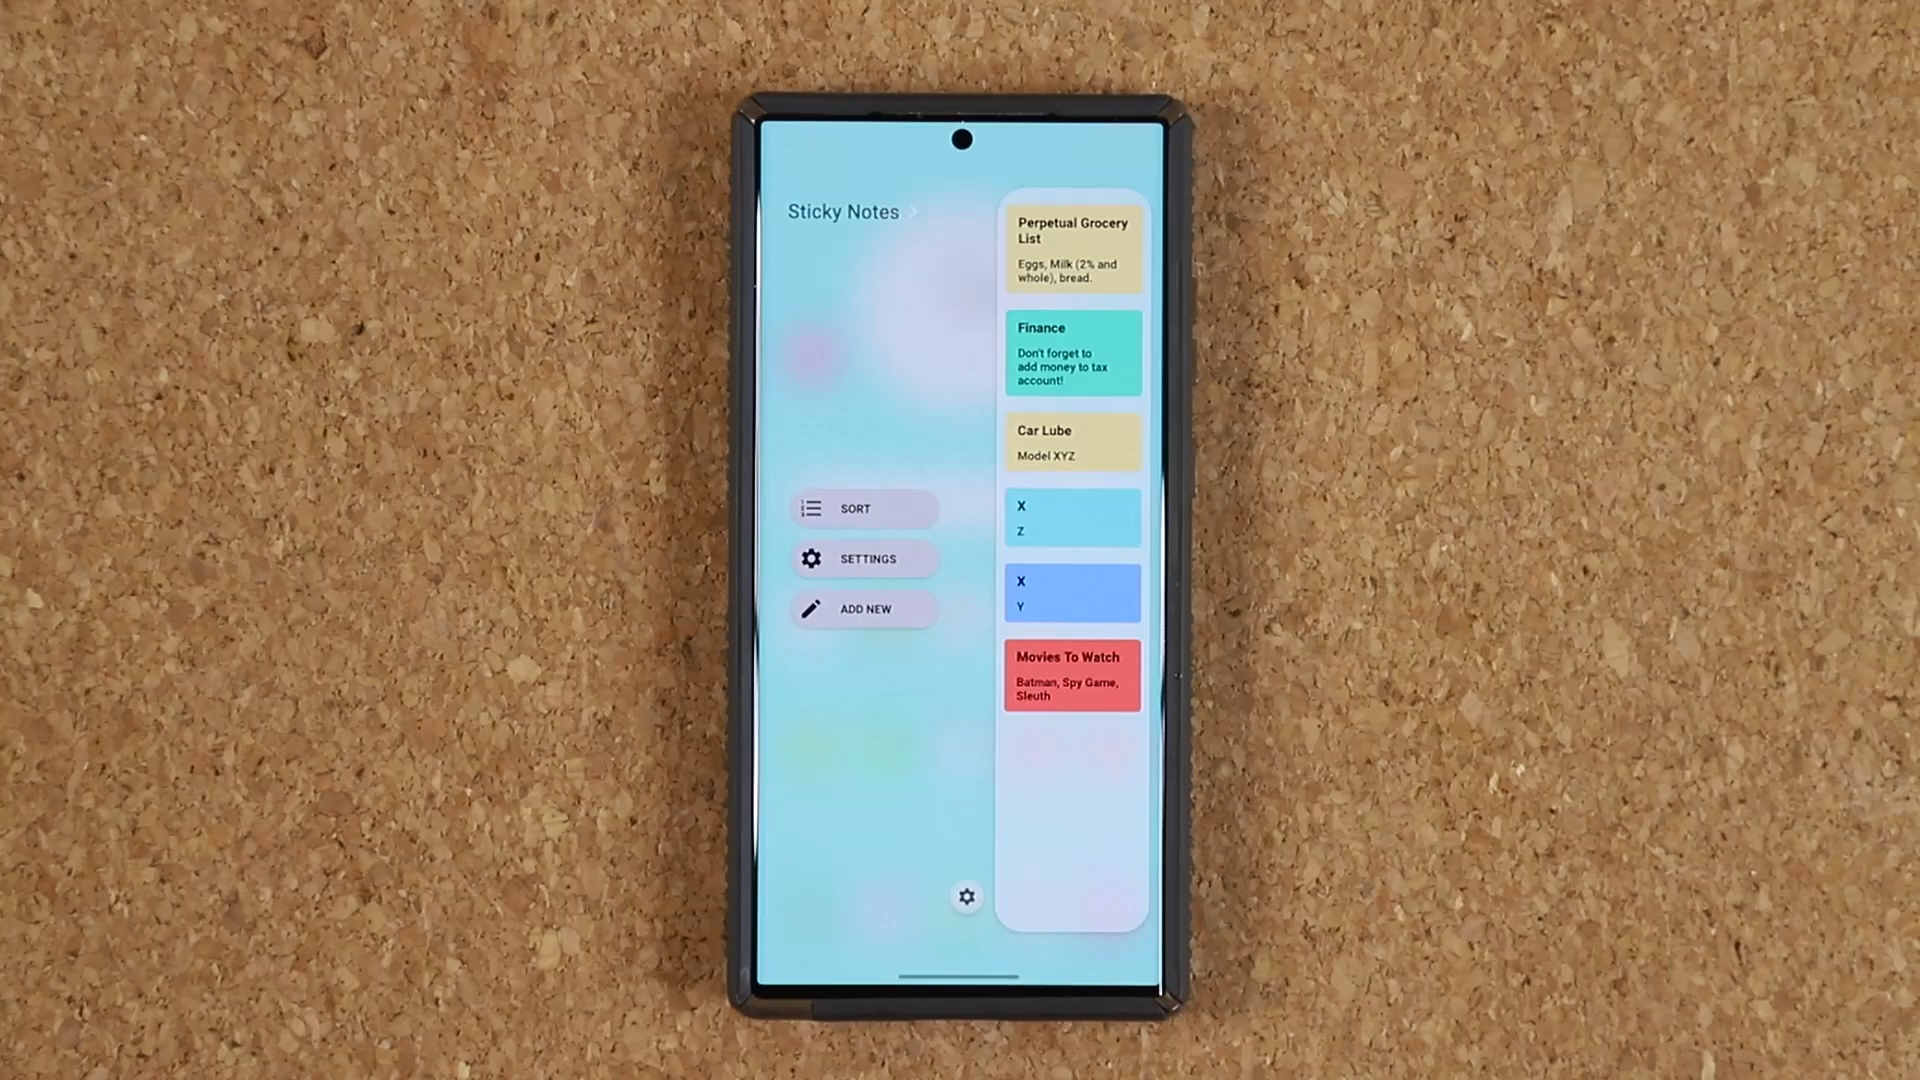 Sticky Notes
SORT
SETTINGS
ADD NEW
Perpetual Grocery
List
Eggs, Milk (2% and
whole), bread.
Finance
Don't forget to
add money to tax
account!
Car Lube
Model XYZ
X
Z
X
Y
Movies To Watch
Batman, Spy Game,
Sleuth